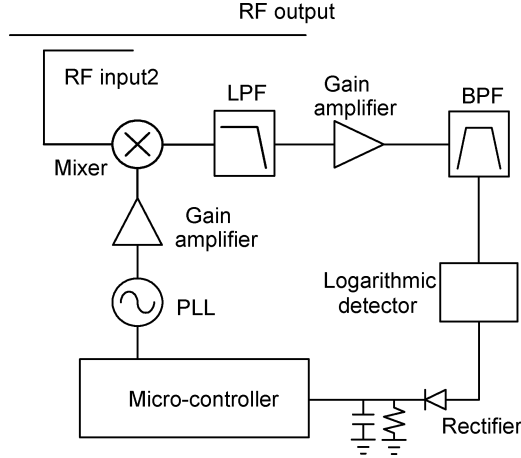 RF output
RF input2
LPF
Gain
amplifier
BPF
Mixer
Gain
amplifier
Logarithmic
detector
PLL
Micro-controller
Rectifier